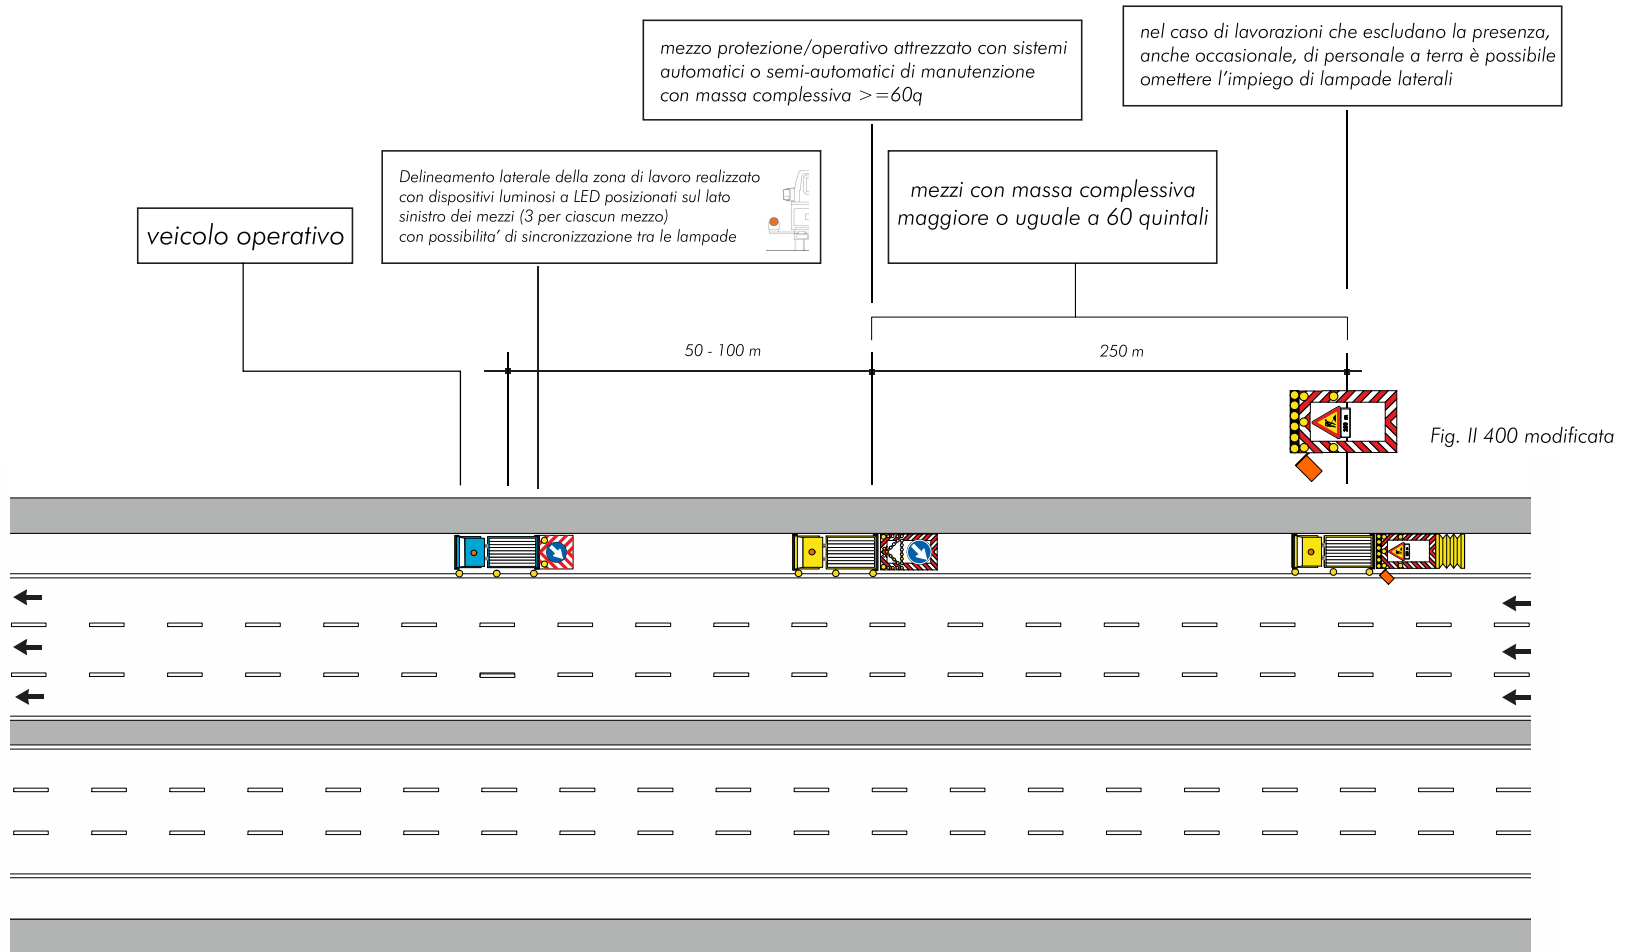 nel caso di lavorazioni che escludano la presenza,
anche occasionale, di personale a terra è possibile
omettere l'impiego di lampade laterali
mezzo protezione/operativo attrezzato con sistemi
automatici o semi-automatici di manutenzione
con massa complessiva >=60q
Delineamento laterale della zona di lavoro realizzato
con dispositivi luminosi a LED posizionati sul lato
sinistro dei mezzi (3 per ciascun mezzo)
con possibilita' di sincronizzazione tra le lampade
mezzi con massa complessiva
maggiore o uguale a 60 quintali
veicolo operativo
50 - 100 m
250 m
Fig. II 400 modificata